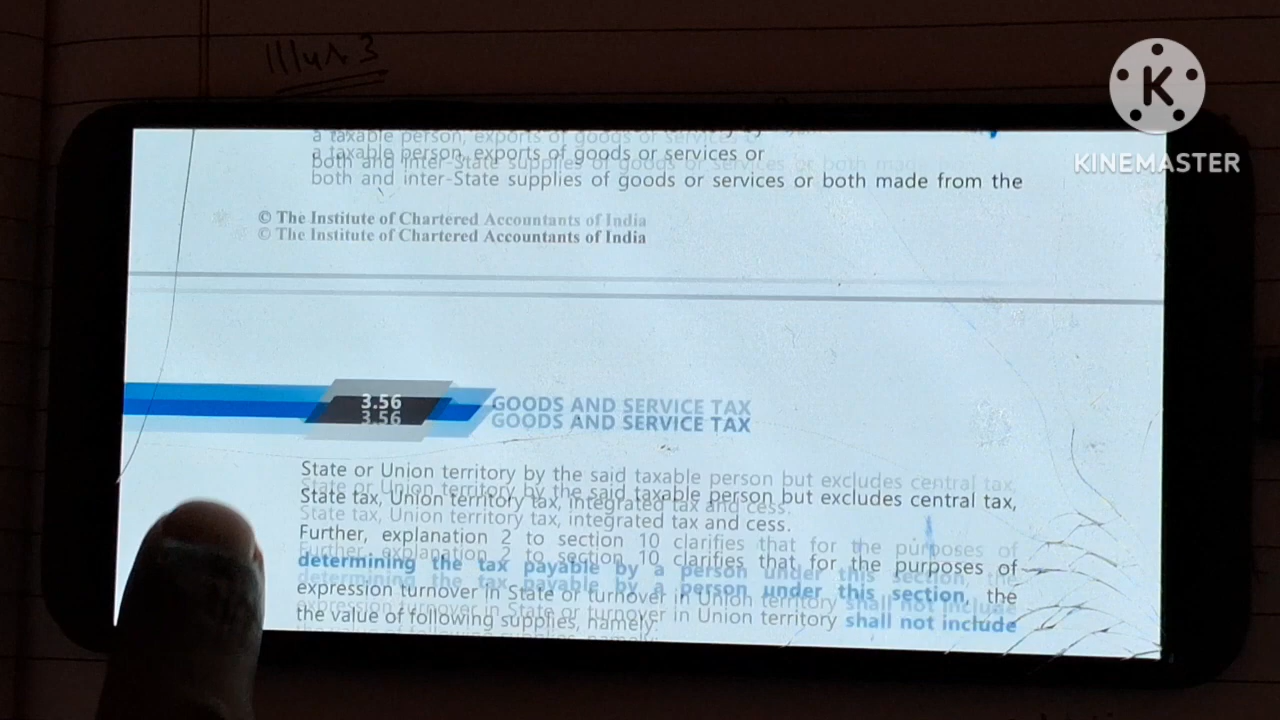 Illus. 3
KINEMASTER
a taxable person, exports of goods or services or
both and inter-State supplies of goods or services or both made from the
© The Institute of Chartered Accountants of India
3.56 GOODS AND SERVICE TAX
State or Union territory by the said taxable person but excludes central tax,
State tax, Union territory tax, integrated tax and cess.
Further, explanation 2 to section 10 clarifies that for the purposes of
determining the tax payable by a person under this section, the
expression turnover in State or turnover in Union territory shall not include
the value of following supplies, namely: